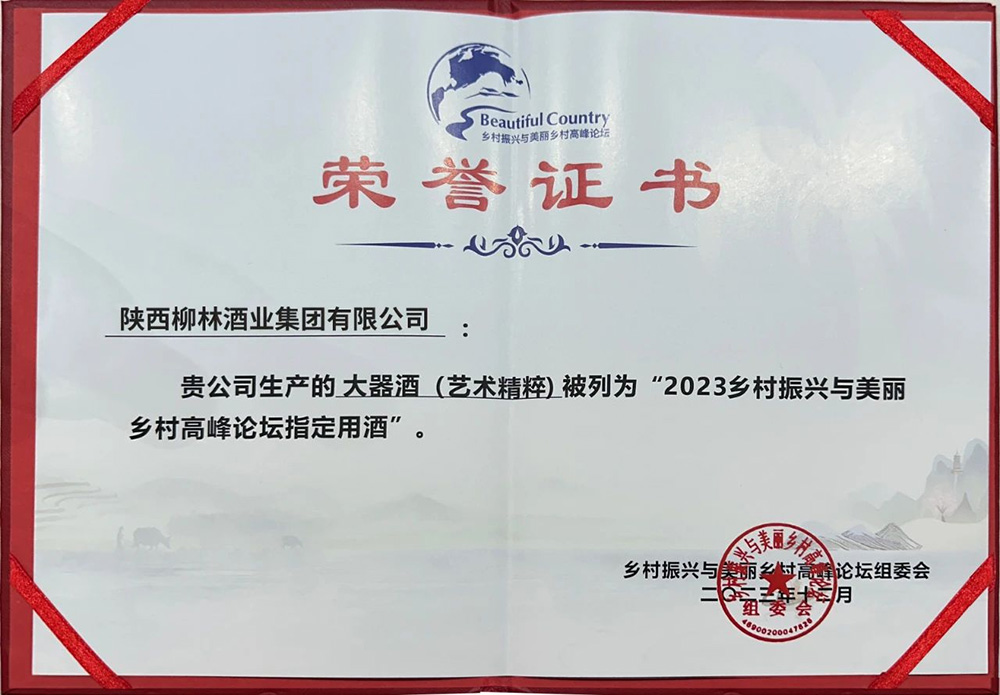 Beautiful Country
乡村振兴与美丽乡村高峰论坛
荣誉证书
陕西柳林酒业集团有限公司：
贵公司生产的 大器酒（艺术精粹) 被列为“2023乡村振兴与美丽
乡村高峰论坛指定用酒”。
乡村振兴与美丽乡村高峰论坛组委会
二〇二三年十二月
组委会